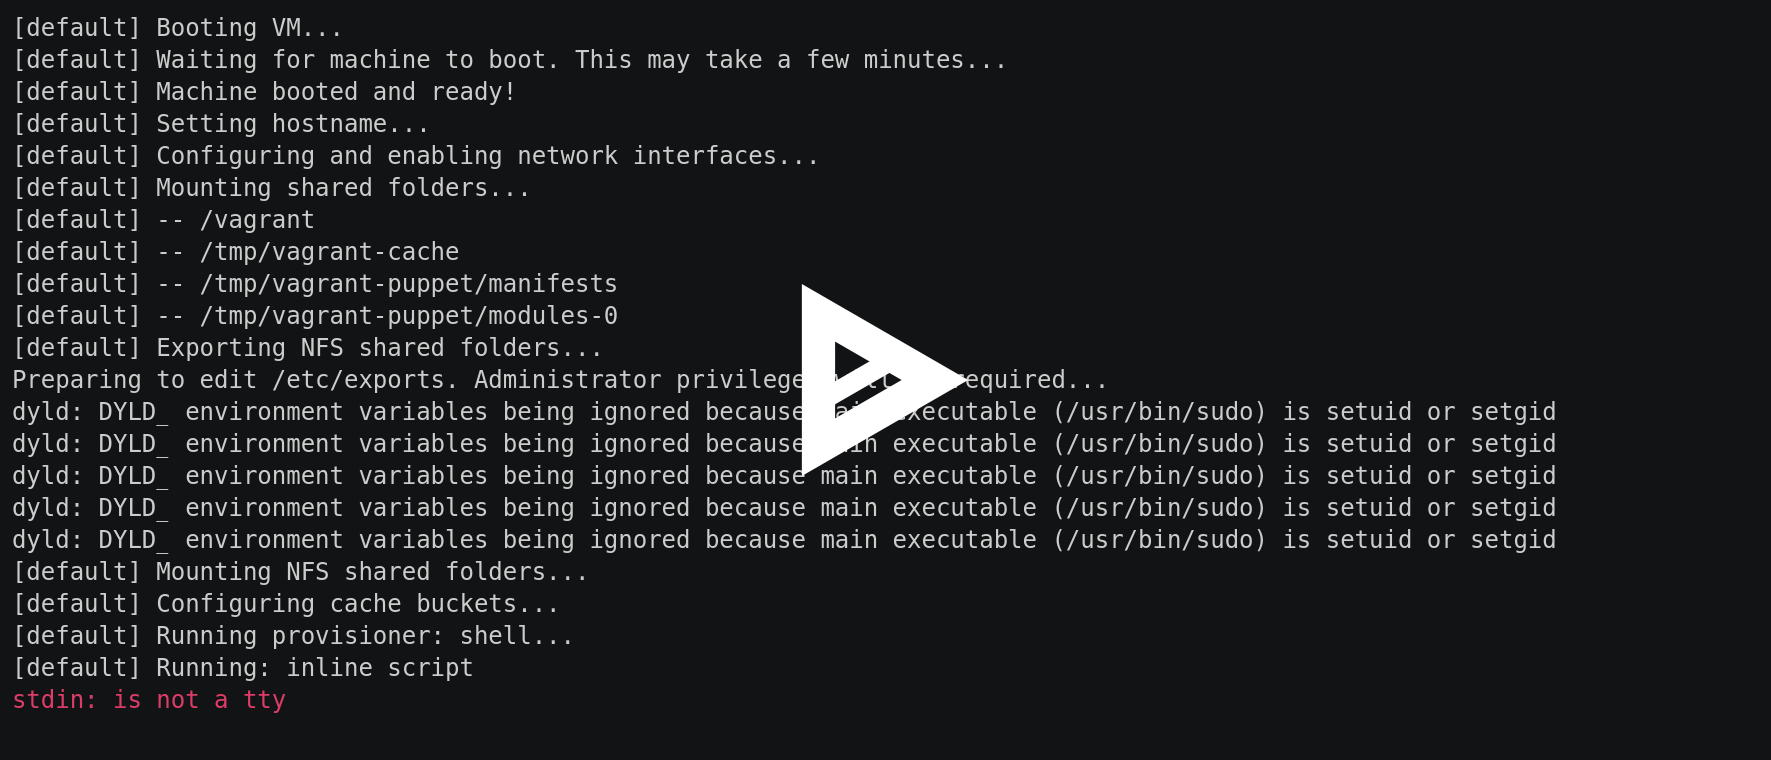 [default] Booting VM...
[default] Waiting for machine to boot. This may take a few minutes...
[default] Machine booted and ready!
[default] Setting hostname...
[default] Configuring and enabling network interfaces...
[default] Mounting shared folders...
[default] -- /vagrant
[default] -- /tmp/vagrant-cache
[default] -- /tmp/vagrant-puppet/manifests
[default] -- /tmp/vagrant-puppet/modules-0
[default] Exporting NFS shared folders...
Preparing to edit /etc/exports. Administrator required...
dyld: DYLD_ environment variables being ignored because main executable (/usr/bin/sudo) is setuid or setgid
dyld: DYLD_ environment variables being ignored because main executable (/usr/bin/sudo) is setuid or setgid
dyld: DYLD_ environment variables being ignored because main executable (/usr/bin/sudo) is setuid or setgid
dyld: DYLD_ environment variables being ignored because main executable (/usr/bin/sudo) is setuid or setgid
dyld: DYLD_ environment variables being ignored because main executable (/usr/bin/sudo) is setuid or setgid
[default] Mounting NFS shared folders...
[default] Configuring cache buckets...
[default] Running provisioner: shell...
[default] Running: inline script
stdin: is not a tty